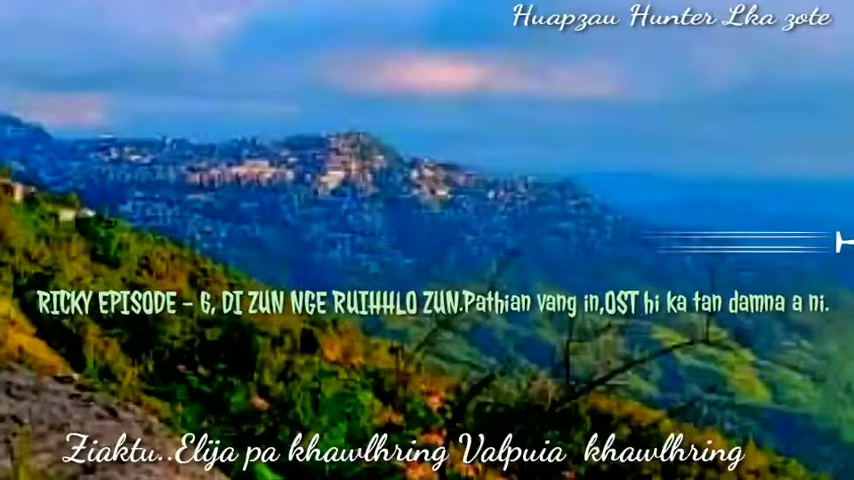 Huapzau Hunter Lka zote
RICKY EPISODE - 6, DI ZUN NGE RUIHHLO ZUN.Pathian vang in,OST hi ka tan damna a ni.
Ziaktu..Elija pa khawlhring Valpuia khawlhring